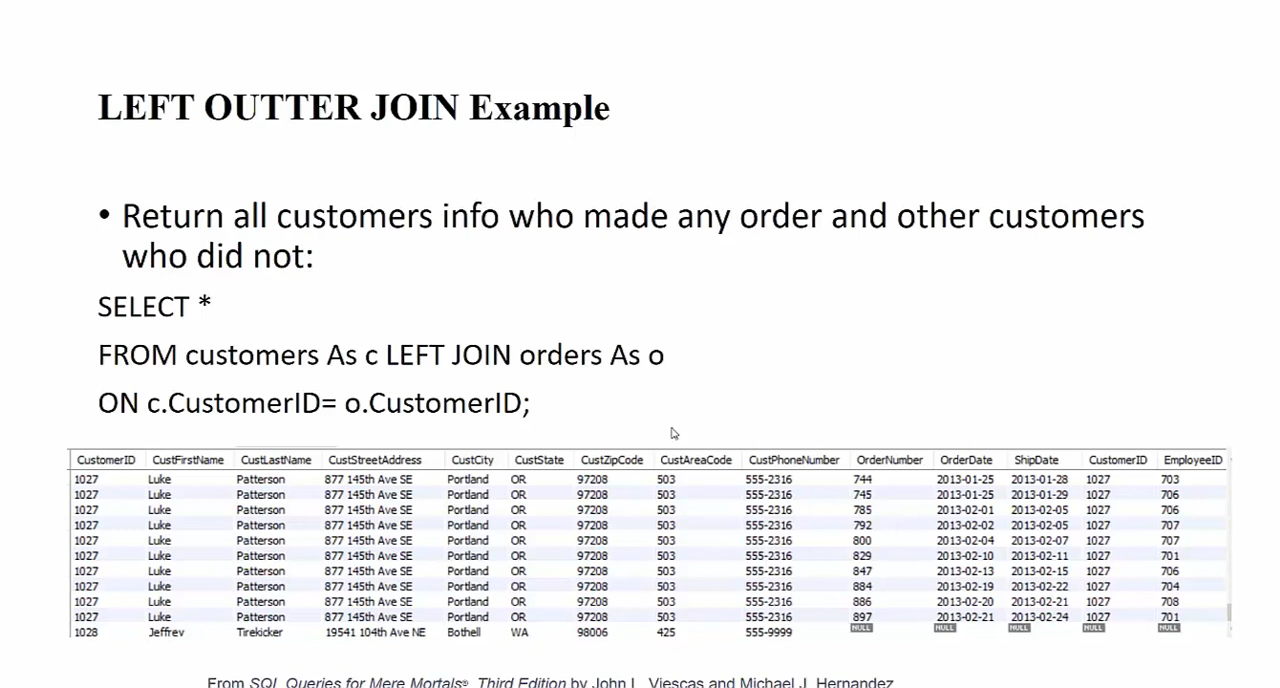 LEFT OUTTER JOIN Example
• Return all customers info who made any order and other customers
who did not:
SELECT *
FROM customers As c LEFT JOIN orders As o
ON c.CustomerID= o.CustomerID;
CustomerID CustFirstName CustLastName CustStreetAddress CustCity CustState CustZipCode CustAreaCode CustPhoneNumber OrderNumber OrderDate ShipDate CustomerID EmployeeID
1027 Luke Patterson 877 145th Ave SE Portland OR 97208 503 555-2316 744 2013-01-25 2013-01-28 1027 703
1027 Luke Patterson 877 145th Ave SE Portland OR 97208 503 555-2316 745 2013-01-25 2013-01-29 1027 706
1027 Luke Patterson 877 145th Ave SE Portland OR 97208 503 555-2316 785 2013-02-01 2013-02-05 1027 706
1027 Luke Patterson 877 145th Ave SE Portland OR 97208 503 555-2316 792 2013-02-02 2013-02-05 1027 707
1027 Luke Patterson 877 145th Ave SE Portland OR 97208 503 555-2316 800 2013-02-04 2013-02-07 1027 707
1027 Luke Patterson 877 145th Ave SE Portland OR 97208 503 555-2316 829 2013-02-10 2013-02-11 1027 701
1027 Luke Patterson 877 145th Ave SE Portland OR 97208 503 555-2316 847 2013-02-13 2013-02-15 1027 706
1027 Luke Patterson 877 145th Ave SE Portland OR 97208 503 555-2316 884 2013-02-19 2013-02-22 1027 704
1027 Luke Patterson 877 145th Ave SE Portland OR 97208 503 555-2316 886 2013-02-20 2013-02-21 1027 708
1027 Luke Patterson 877 145th Ave SE Portland OR 97208 503 555-2316 897 2013-02-21 2013-02-24 1027 701
1028 Jeffrey Tirekicker 19541 104th Ave NE Bothell WA 98006 425 555-9999 NULL NULL NULL NULL NULL
From SQL Queries for Mere Mortals®, Third Edition by John L. Viescas and Michael J. Hernandez